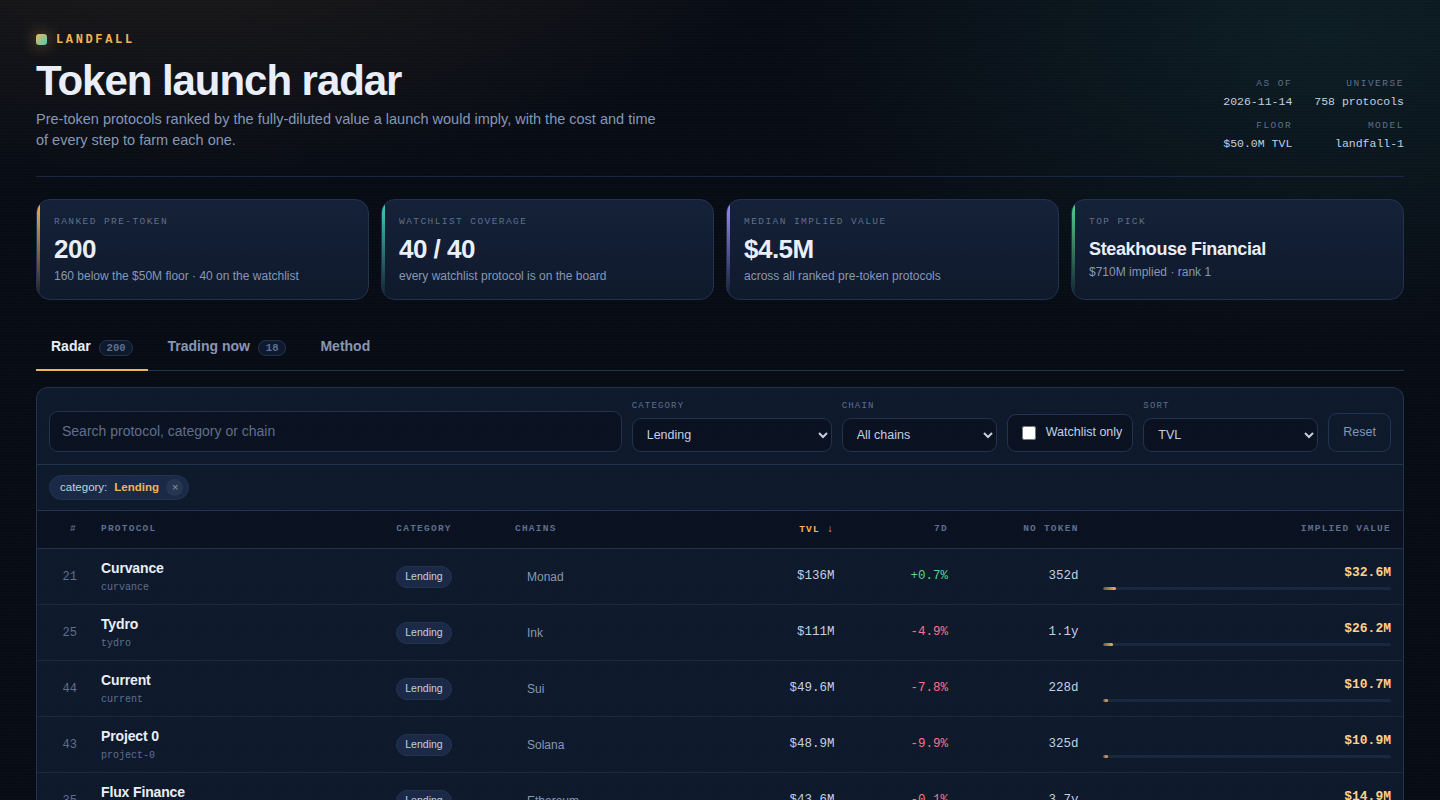 LANDFALL
Token launch radar
Pre-token protocols ranked by the fully-diluted value a launch would imply, with the cost and time
of every step to farm each one.
AS OF UNIVERSE
2026-11-14 758 protocols
FLOOR MODEL
$50.0M TVL landfall-1
RANKED PRE-TOKEN
200
160 below the $50M floor · 40 on the watchlist
WATCHLIST COVERAGE
40 / 40
every watchlist protocol is on the board
MEDIAN IMPLIED VALUE
$4.5M
across all ranked pre-token protocols
TOP PICK
Steakhouse Financial
$710M implied · rank 1
Radar 200 Trading now 18 Method
CATEGORY CHAIN SORT
Search protocol, category or chain Lending All chains Watchlist only TVL Reset
category: Lending ×
# PROTOCOL CATEGORY CHAINS TVL ↓ 7D NO TOKEN IMPLIED VALUE
21 Curvance Lending Monad $136M +0.7% 352d $32.6M
curvance
25 Tydro Lending Ink $111M -4.9% 1.1y $26.2M
tydro
44 Current Lending Sui $49.6M -7.8% 228d $10.7M
current
43 Project 0 Lending Solana $48.9M -9.9% 325d $10.9M
project-0
35 Flux Finance Lending Ethereum $43.6M -0.1% 3.7y $14.9M